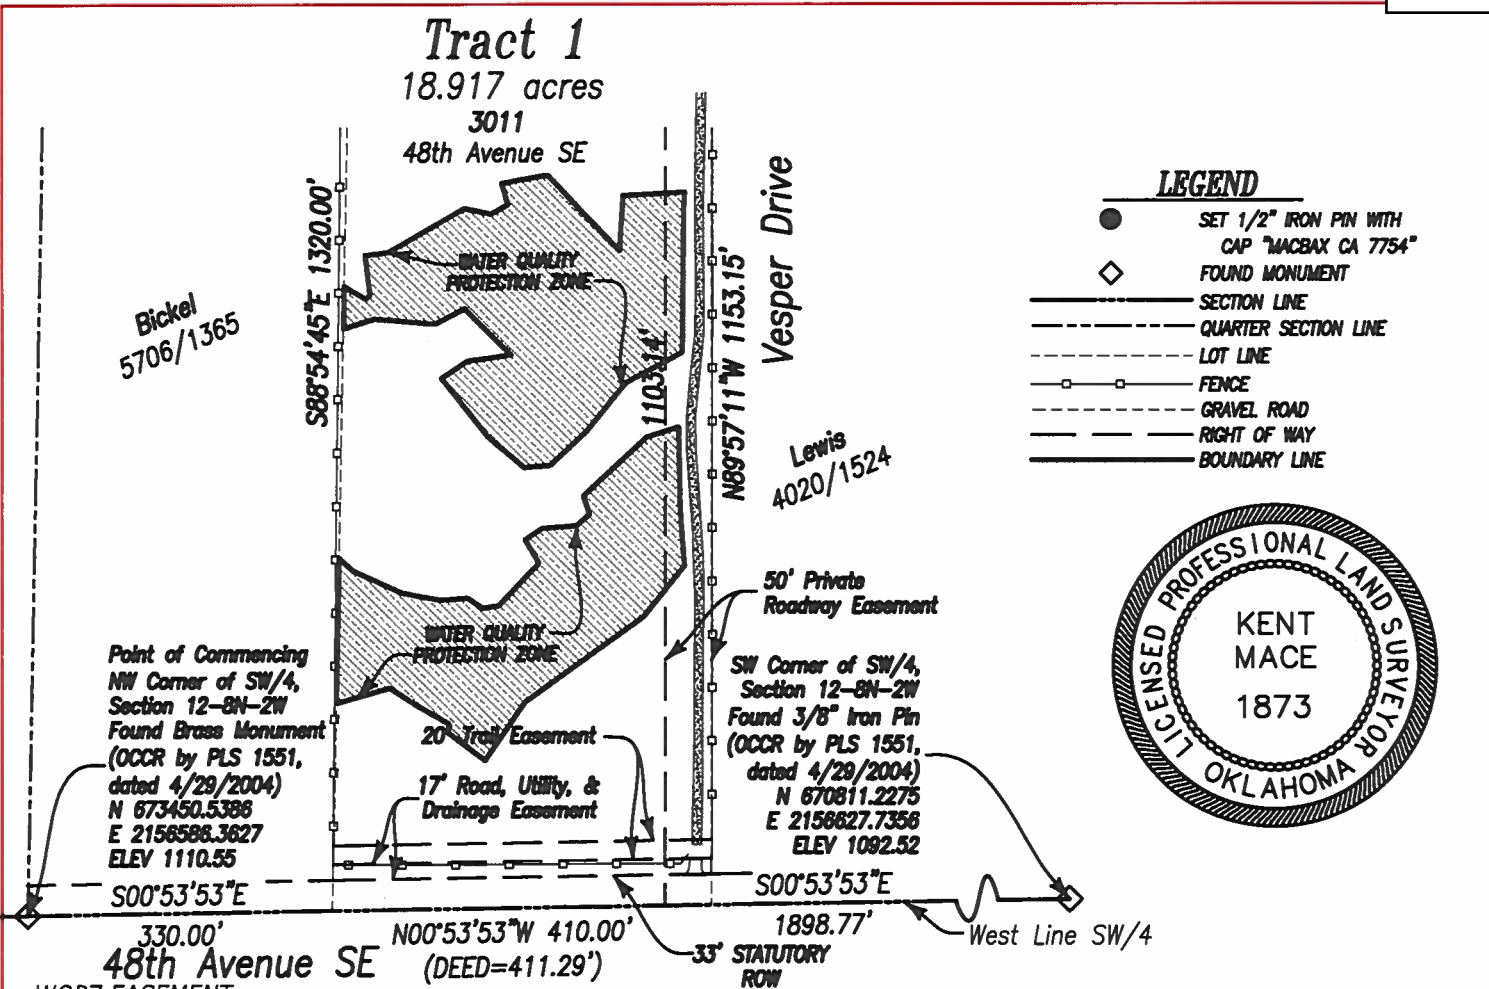 Tract 1
18.917 acres
3011
48th Avenue SE
S88°54'45"E 1320.00'
Bickel
5706/1365
WATER QUALITY
PROTECTION ZONE
1103.14'
N89°57'11"W 1153.15'
Vesper Drive
Lewis
4020/1524
LEGEND
SET 1/2" IRON PIN WITH
CAP "MACBAX CA 7754"
FOUND MONUMENT
SECTION LINE
QUARTER SECTION LINE
LOT LINE
FENCE
GRAVEL ROAD
RIGHT OF WAY
BOUNDARY LINE
LICENSED PROFESSIONAL LAND SURVEYOR
KENT
MACE
1873
OKLAHOMA
50' Private
Roadway Easement
WATER QUALITY
PROTECTION ZONE
Point of Commencing
NW Corner of SW/4,
Section 12-8N-2W
Found Brass Monument
(OCCR by PLS 1551,
dated 4/29/2004)
N 673450.5386
E 2156586.3627
ELEV 1110.55
20' Trail Easement
17' Road, Utility, &
Drainage Easement
SW Corner of SW/4,
Section 12-8N-2W
Found 3/8" Iron Pin
(OCCR by PLS 1551,
dated 4/29/2004)
N 670811.2275
E 2156627.7356
ELEV 1092.52
S00°53'53"E
S00°53'53"E
330.00'
N00°53'53"W 410.00'
(DEED=411.29')
1898.77'
West Line SW/4
33' STATUTORY
ROW
48th Avenue SE